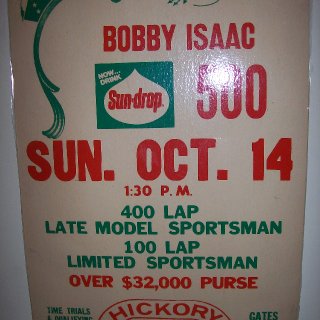 BOBBY ISAAC
NOW... DRINK
Sun-drop
500
SUN. OCT. 14
1:30 P.M.
400 LAP
LATE MODEL SPORTSMAN
100 LAP
LIMITED SPORTSMAN
OVER $32,000 PURSE
TIME TRIALS
& QUALIFYING
HICKORY
GATES